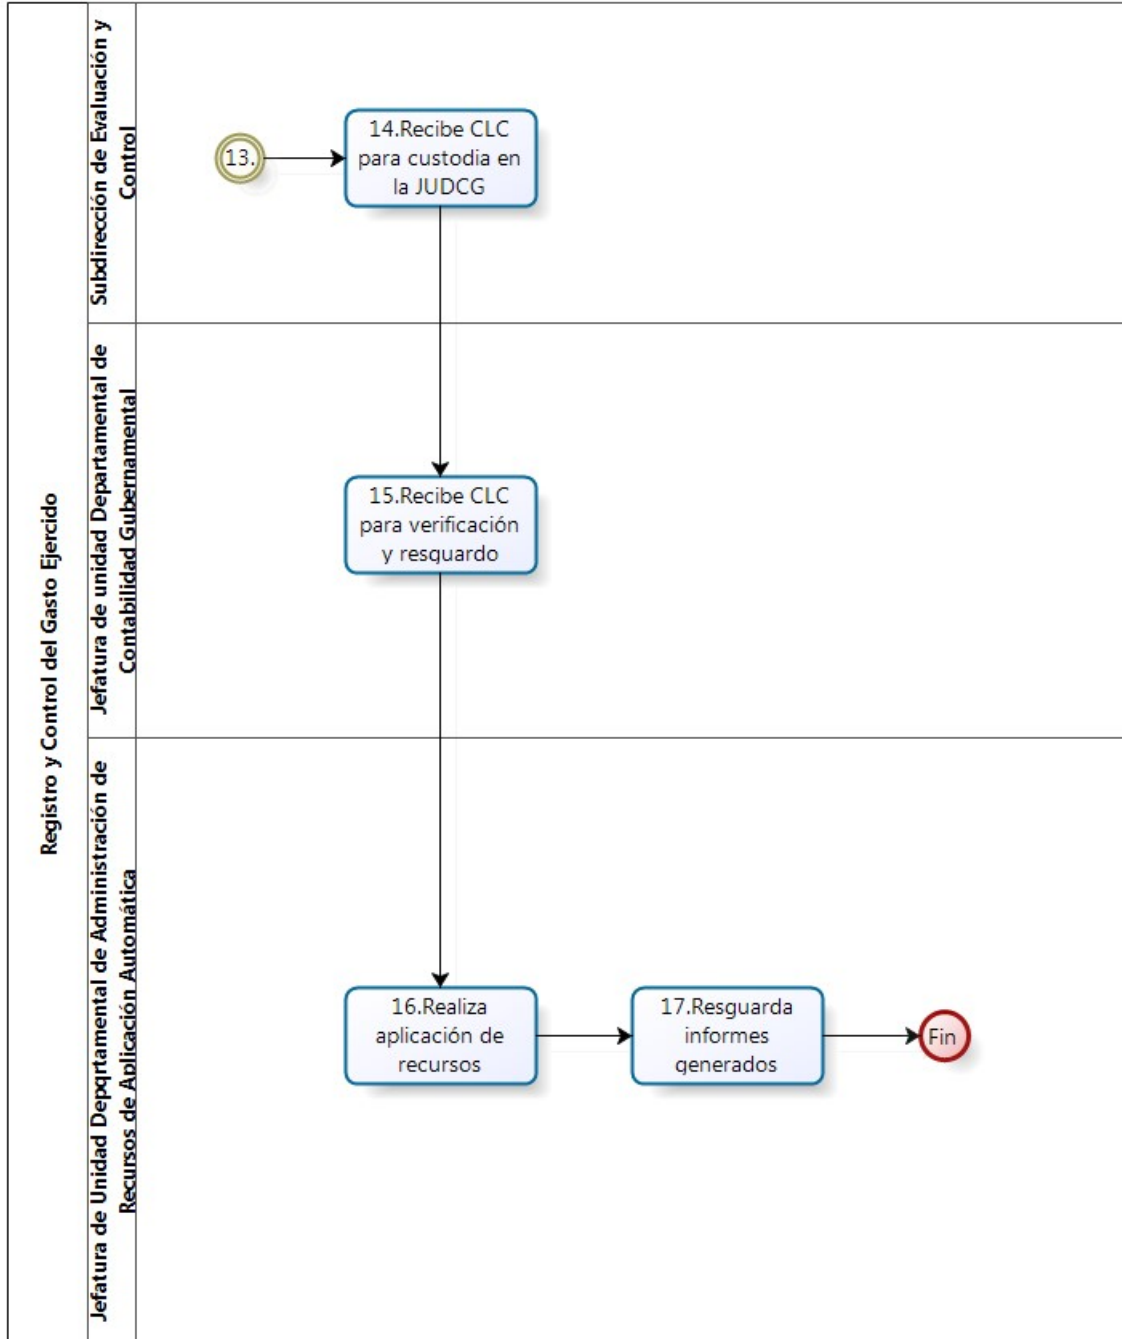 Registro y Control del Gasto Ejercido
Subdirección de Evaluación y
Control
13.
14.Recibe CLC
para custodia en
la JUDCG
Jefatura de unidad Departamental de
Contabilidad Gubernamental
15.Recibe CLC
para verificación
y resguardo
Jefatura de Unidad Depqrtamental de Administración de
Recursos de Aplicación Automática
16.Realiza
aplicación de
recursos
17.Resguarda
informes
generados
Fin